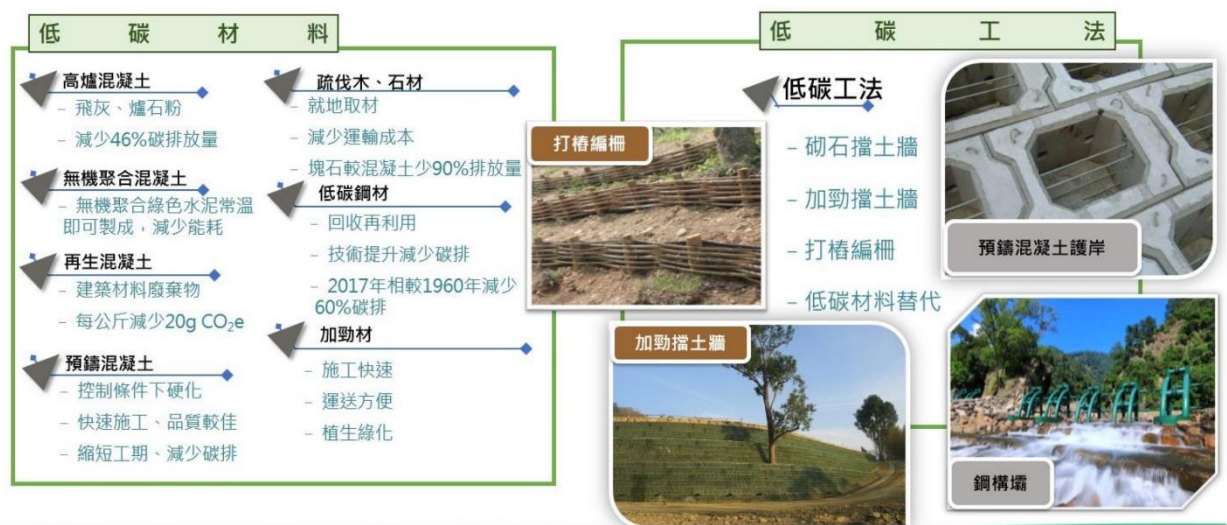 低碳材料
高爐混凝土
– 飛灰、爐石粉
– 減少46%碳排放量
無機聚合混凝土
– 無機聚合綠色水泥常溫
即可製成，減少能耗
再生混凝土
– 建築材料廢棄物
– 每公斤減少20g CO₂e
預鑄混凝土
– 控制條件下硬化
– 快速施工、品質較佳
– 縮短工期、減少碳排
疏伐木、石材
– 就地取材
– 減少運輸成本
– 塊石較混凝土少90%排放量
低碳鋼材
– 回收再利用
– 技術提升減少碳排
– 2017年相較1960年減少
60%碳排
加勁材
– 施工快速
– 運送方便
– 植生綠化
低碳工法
低碳工法
– 砌石擋土牆
– 加勁擋土牆
– 打樁編柵
– 低碳材料替代
打樁編柵
預鑄混凝土護岸
加勁擋土牆
鋼構壩